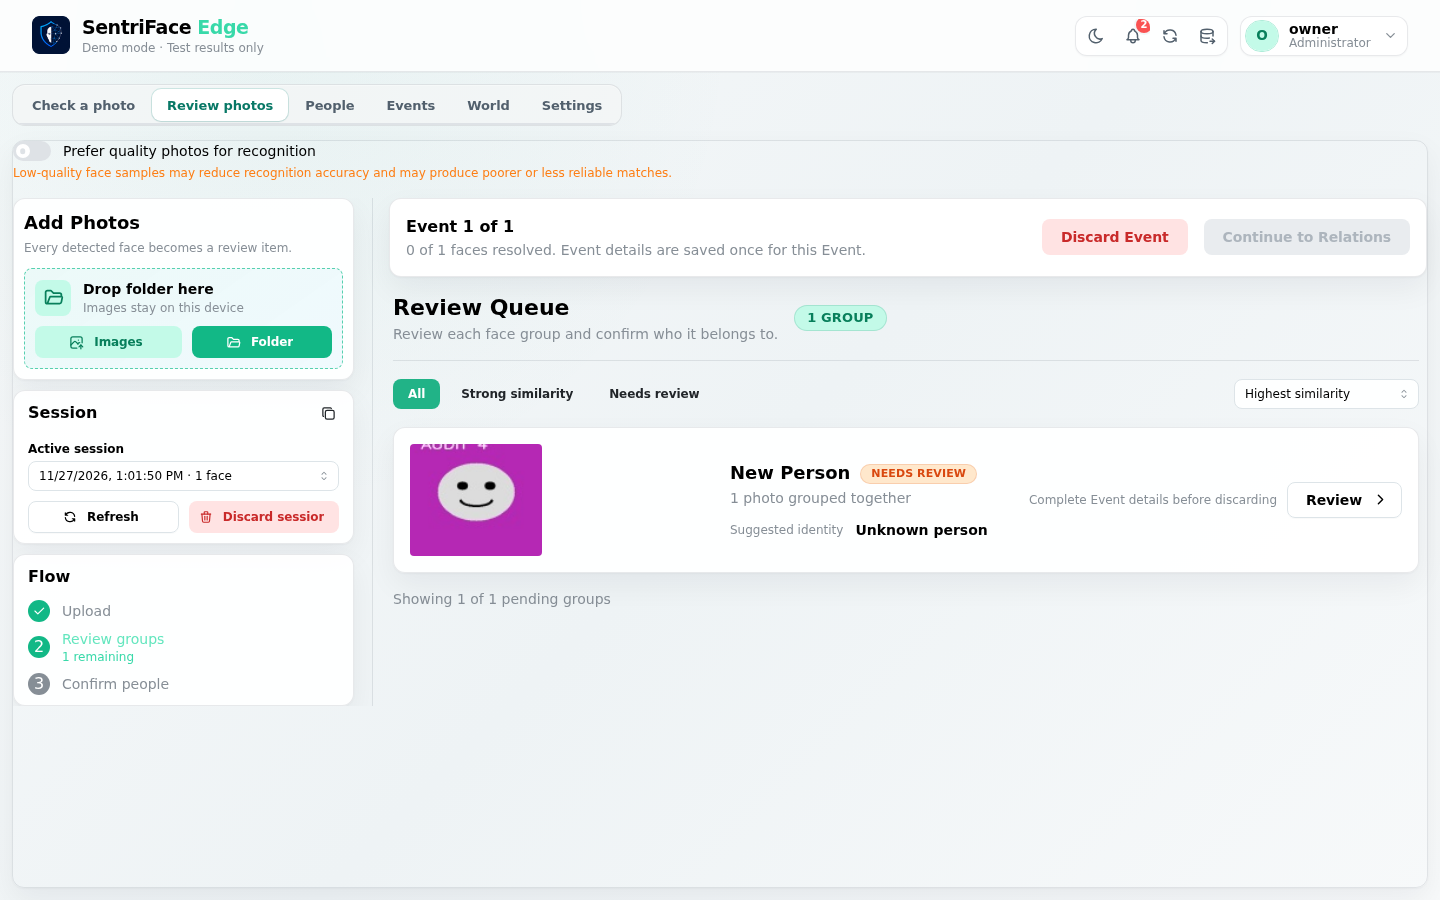 SentriFace Edge
Demo mode · Test results only
2
O
owner
Administrator
Check a photo
Review photos
People
Events
World
Settings
Prefer quality photos for recognition
Low-quality face samples may reduce recognition accuracy and may produce poorer or less reliable matches.
Add Photos
Every detected face becomes a review item.
Drop folder here
Images stay on this device
Images
Folder
Session
Active session
11/27/2026, 1:01:50 PM · 1 face
Refresh
Discard session
Flow
Upload
2
Review groups
1 remaining
3
Confirm people
Event 1 of 1
0 of 1 faces resolved. Event details are saved once for this Event.
Discard Event
Continue to Relations
Review Queue
Review each face group and confirm who it belongs to.
1 GROUP
All
Strong similarity
Needs review
Highest similarity
AUDIT 4
New Person
NEEDS REVIEW
1 photo grouped together
Suggested identity
Unknown person
Complete Event details before discarding
Review
Showing 1 of 1 pending groups